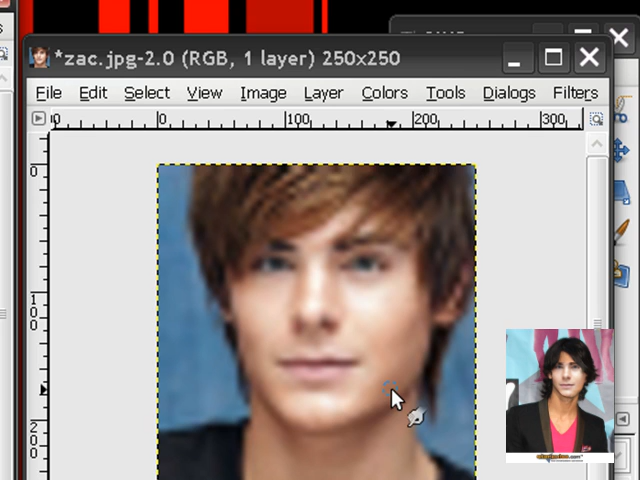 *zac.jpg-2.0 (RGB, 1 layer) 250x250
File Edit Select View Image Layer Colors Tools Dialogs Filters
0 100 200 300
0
100
200